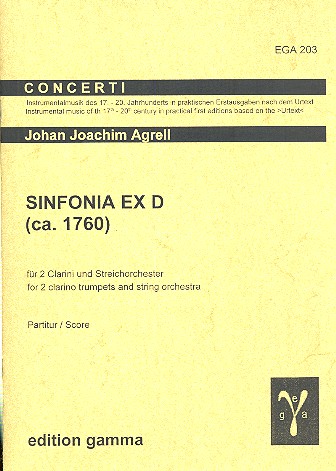 EGA 203
CONCERTI
Instrumentalmusik des 17. - 20. Jahrhunderts in praktischen Erstausgaben nach dem Urtext
Instrumental music of th 17th - 20th century in practical first editions based on the >Urtext<
Johan Joachim Agrell
SINFONIA EX D
(ca. 1760)
für 2 Clarini und Streichorchester
for 2 clarino trumpets and string orchestra
Partitur / Score
e
g a
edition gamma